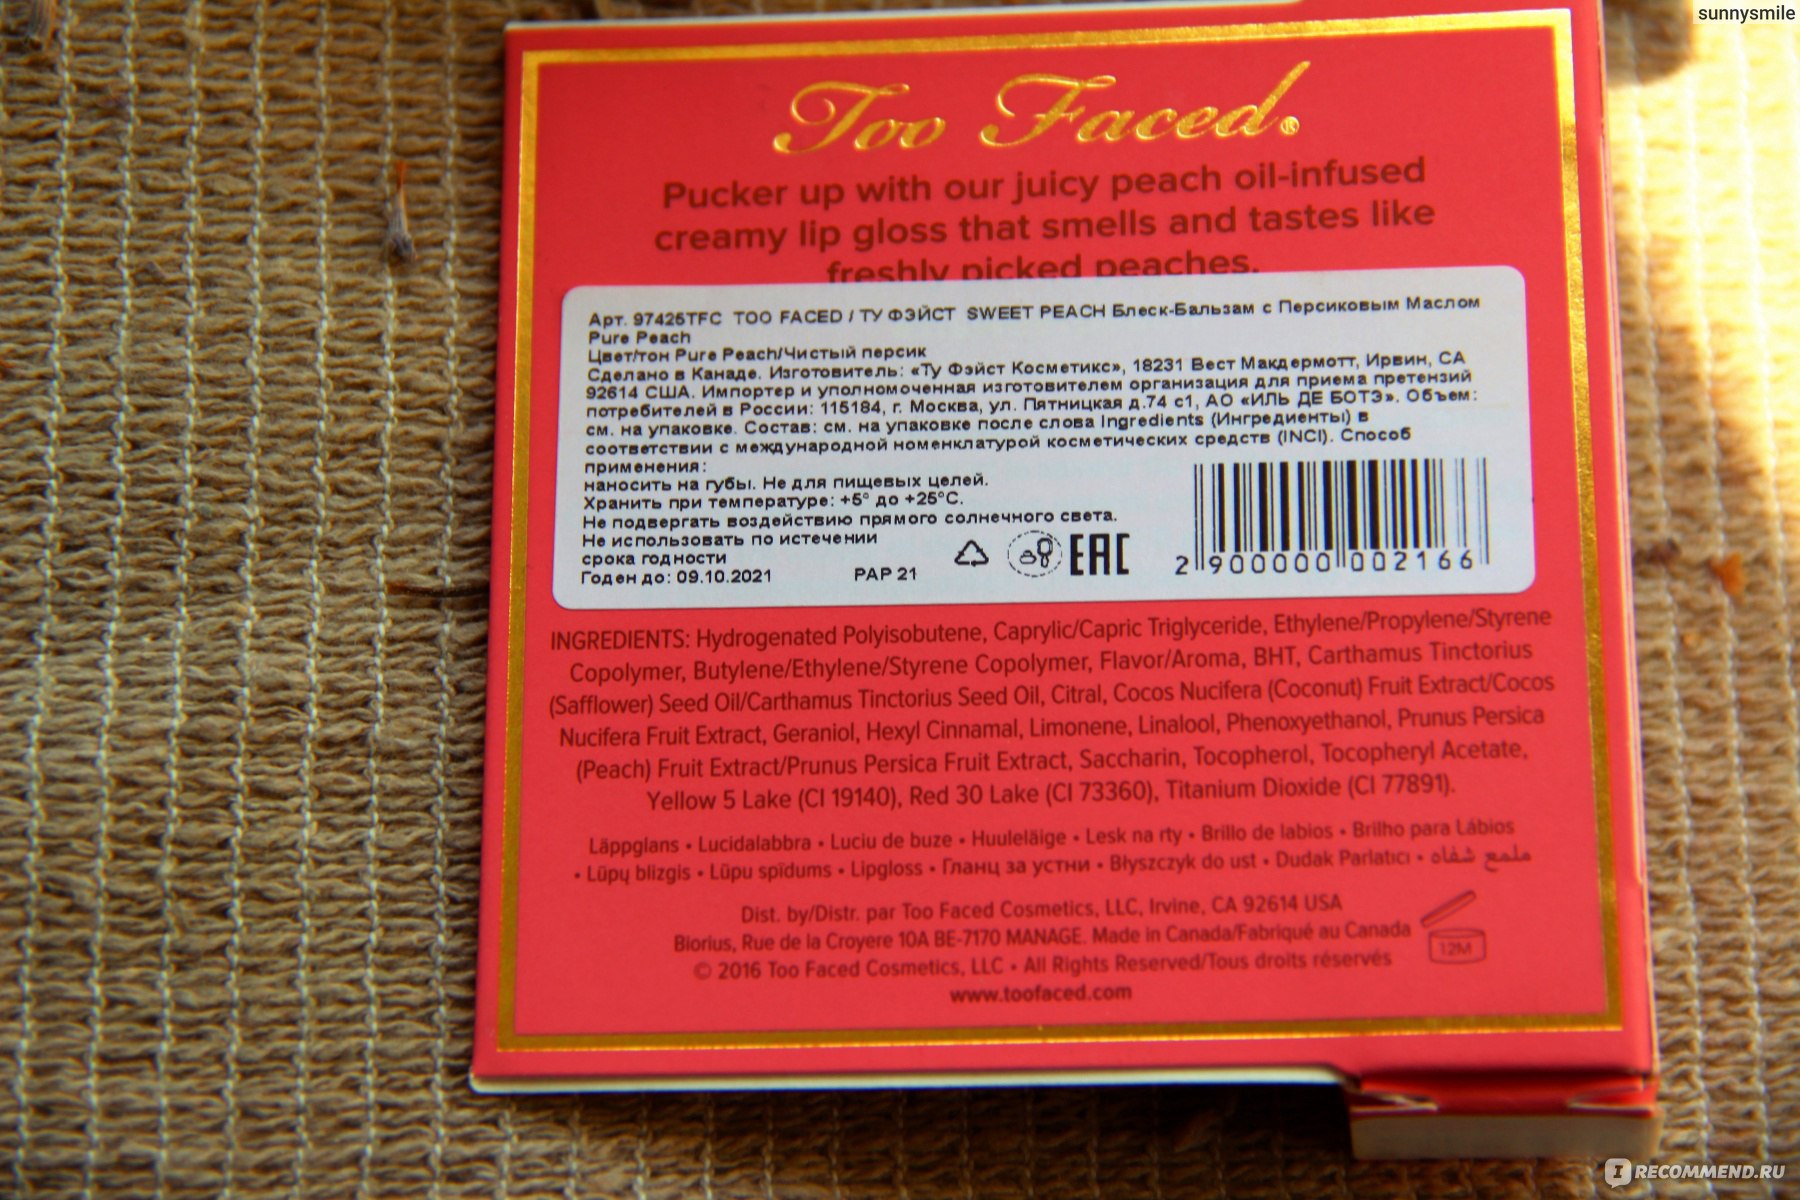 sunnysmile
Too Faced®
Pucker up with our juicy peach oil-infused
creamy lip gloss that smells and tastes like
freshly picked peaches.
Арт. 97425TFC TOO FACED / ТУ ФЭЙСТ SWEET PEACH Блеск-Бальзам с Персиковым Маслом
Pure Peach
Цвет/тон Pure Peach/Чистый персик
Сделано в Канаде. Изготовитель: «Ту Фэйст Косметикс», 18231 Вест Макдермотт, Ирвин, СА
92614 США. Импортер и уполномоченная изготовителем организация для приема претензий
потребителей в России: 115184, г. Москва, ул. Пятницкая д.74 с1, АО «ИЛЬ ДЕ БОТЭ». Объем:
см. на упаковке. Состав: см. на упаковке после слова Ingredients (Ингредиенты) в
соответствии с международной номенклатурой косметических средств (INCI). Способ
применения:
наносить на губы. Не для пищевых целей.
Хранить при температуре: +5° до +25°С.
Не подвергать воздействию прямого солнечного света.
Не использовать по истечении
срока годности
Годен до: 09.10.2021 PAP 21 EAC 2 900000 002166
INGREDIENTS: Hydrogenated Polyisobutene, Caprylic/Capric Triglyceride, Ethylene/Propylene/Styrene
Copolymer, Butylene/Ethylene/Styrene Copolymer, Flavor/Aroma, BHT, Carthamus Tinctorius
(Safflower) Seed Oil/Carthamus Tinctorius Seed Oil, Citral, Cocos Nucifera (Coconut) Fruit Extract/Cocos
Nucifera Fruit Extract, Geraniol, Hexyl Cinnamal, Limonene, Linalool, Phenoxyethanol, Prunus Persica
(Peach) Fruit Extract/Prunus Persica Fruit Extract, Saccharin, Tocopherol, Tocopheryl Acetate,
Yellow 5 Lake (CI 19140), Red 30 Lake (CI 73360), Titanium Dioxide (CI 77891).
Läppglans • Lucidalabbra • Luciu de buze • Huuleläige • Lesk na rty • Brillo de labios • Brilho para Lábios
• Lūpų blizgis • Lūpu spīdums • Lipgloss • Гланц за устни • Błyszczyk do ust • Dudak Parlatıcı • ملمع شفاه
Dist. by/Distr. par Too Faced Cosmetics, LLC, Irvine, CA 92614 USA
Biorius, Rue de la Croyere 10A BE-7170 MANAGE. Made in Canada/Fabriqué au Canada
12M
© 2016 Too Faced Cosmetics, LLC • All Rights Reserved/Tous droits réservés
www.toofaced.com
IRECOMMEND.RU